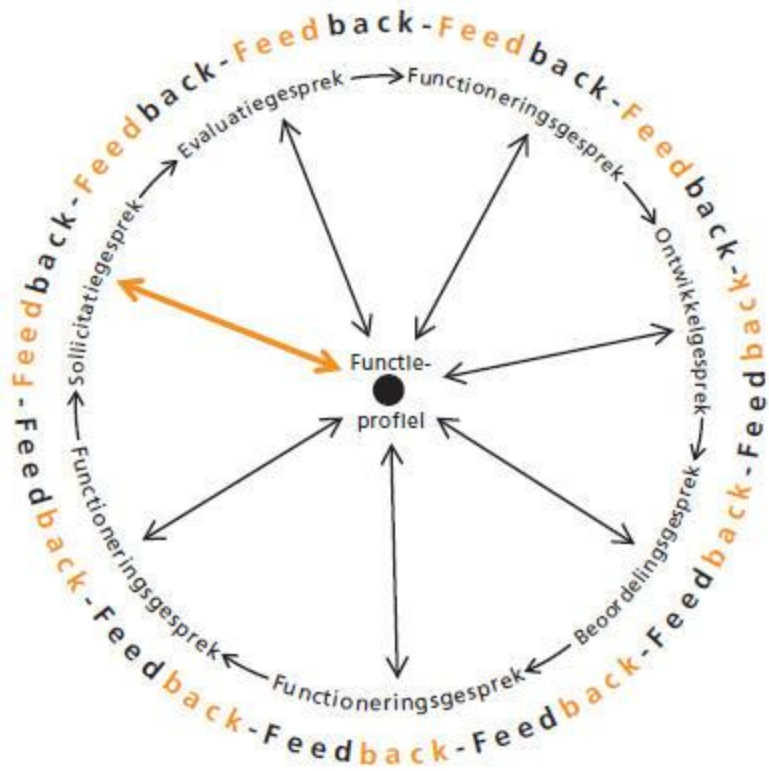 Feedback-Feedback-Feedback-Feedback-Feedback-
-Feedback-Feedback-Feedback-Feedback-Feedback-Feedback
Evaluatiegesprek
Functioneringsgesprek
Ontwikkelgesprek
Beoordelingsgesprek
Functioneringsgesprek
Functioneringsgesprek
Sollicitatiegesprek
Functie-
profiel